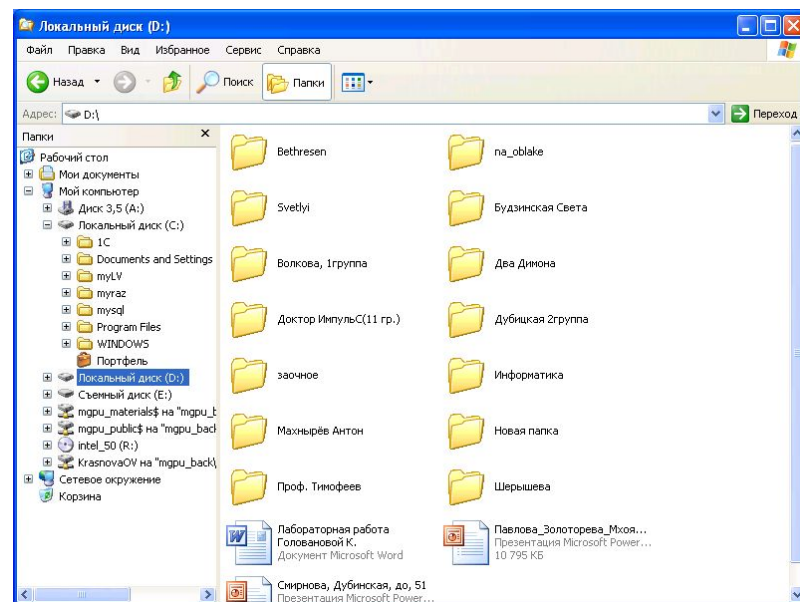 Локальный диск (D:)
Файл Правка Вид Избранное Сервис Справка
Назад Поиск Папки
Адрес: D:\ Переход
Папки
Рабочий стол
Мои документы
Мой компьютер
Диск 3,5 (A:)
Локальный диск (C:)
1C
Documents and Settings
myLV
myraz
mysql
Program Files
WINDOWS
Портфель
Локальный диск (D:)
Съемный диск (E:)
mgpu_materials$ на "mgpu_b
mgpu_public$ на "mgpu_back
intel_50 (R:)
KrasnovaOV на "mgpu_back\
Сетевое окружение
Корзина
Bethresen
na_oblake
Svetlyi
Будзинская Света
Волкова, 1группа
Два Димона
Доктор ИмпульС(11 гр.)
Дубицкая 2группа
заочное
Информатика
Махнырёв Антон
Новая папка
Проф. Тимофеев
Шерышева
Лабораторная работа
Головановой К.
Документ Microsoft Word
Павлова_Золоторева_Мхоя...
Презентация Microsoft Power...
10 795 КБ
Смирнова, Дубинская, до, 51
Презентация Microsoft Power...